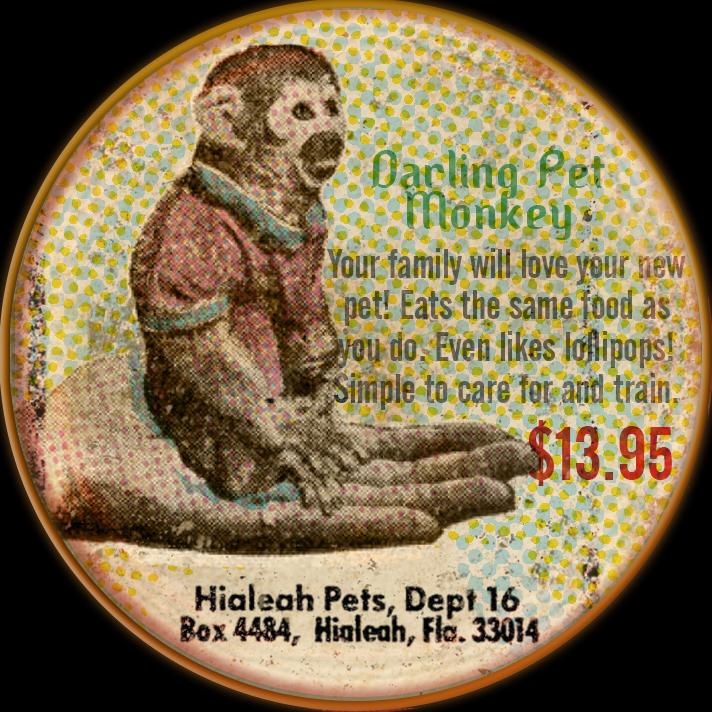 Darling Pet
Monkey
Your family will love your new
pet! Eats the same food as
you do. Even likes lollipops!
Simple to care for and train.
$13.95
Hialeah Pets, Dept 16
Box 4484, Hialeah, Fla. 33014